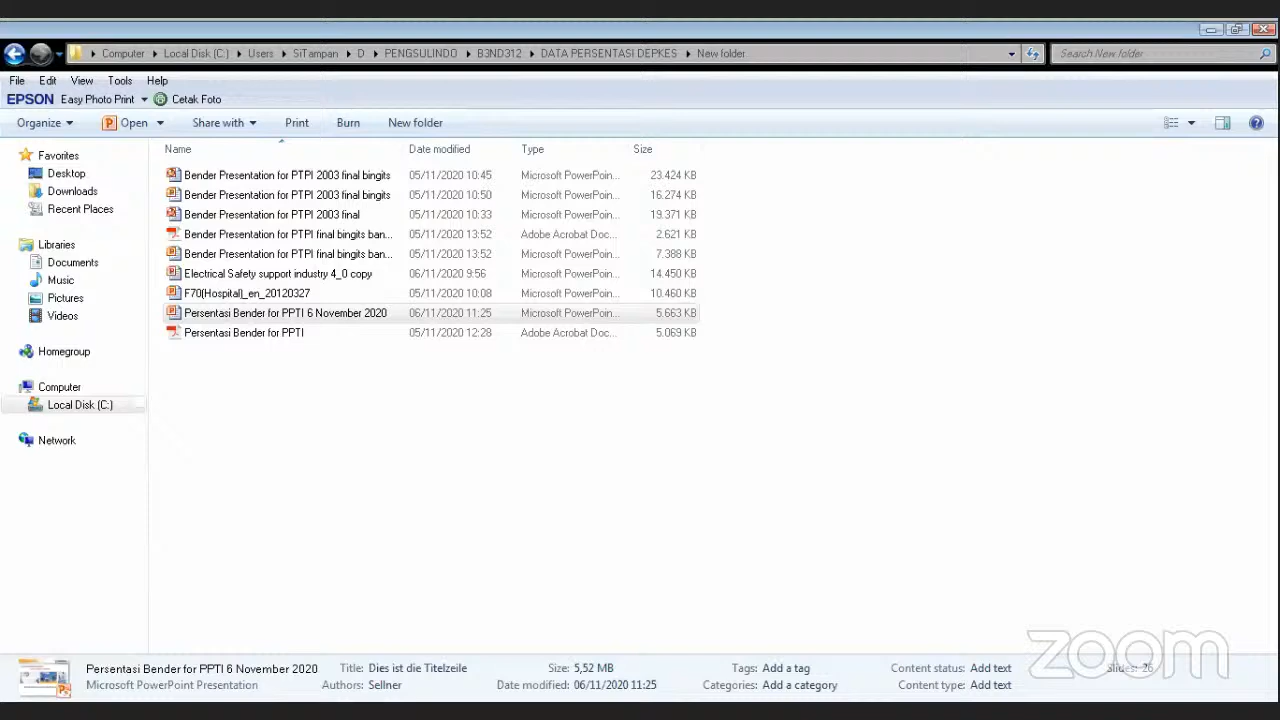 Computer Local Disk (C:) Users SiTampan D PENGSULINDO B3ND312 DATA PERSENTASI DEPKES New folder Search New folder
File Edit View Tools Help
EPSON Easy Photo Print Cetak Foto
Organize Open Share with Print Burn New folder
Name Date modified Type Size
Favorites
Desktop
Downloads
Recent Places
Libraries
Documents
Music
Pictures
Videos
Homegroup
Computer
Local Disk (C:)
Network
Bender Presentation for PTPI 2003 final bingits 05/11/2020 10:45 Microsoft PowerPoin... 23.424 KB
Bender Presentation for PTPI 2003 final bingits 05/11/2020 10:50 Microsoft PowerPoin... 16.274 KB
Bender Presentation for PTPI 2003 final 05/11/2020 10:33 Microsoft PowerPoin... 19.371 KB
Bender Presentation for PTPI final bingits ban... 05/11/2020 13:52 Adobe Acrobat Doc... 2.621 KB
Bender Presentation for PTPI final bingits ban... 05/11/2020 13:52 Microsoft PowerPoin... 7.388 KB
Electrical Safety support industry 4_0 copy 06/11/2020 9:56 Microsoft PowerPoin... 14.450 KB
F70(Hospital)_en_20120327 05/11/2020 10:08 Microsoft PowerPoin... 10.460 KB
Persentasi Bender for PPTI 6 November 2020 06/11/2020 11:25 Microsoft PowerPoin... 5.663 KB
Persentasi Bender for PPTI 05/11/2020 12:28 Adobe Acrobat Doc... 5.069 KB
Persentasi Bender for PPTI 6 November 2020 Title: Dies ist die Titelzeile Size: 5,52 MB Tags: Add a tag Content status: Add text Slides: 26
Microsoft PowerPoint Presentation Authors: Sellner Date modified: 06/11/2020 11:25 Categories: Add a category Content type: Add text
zoom